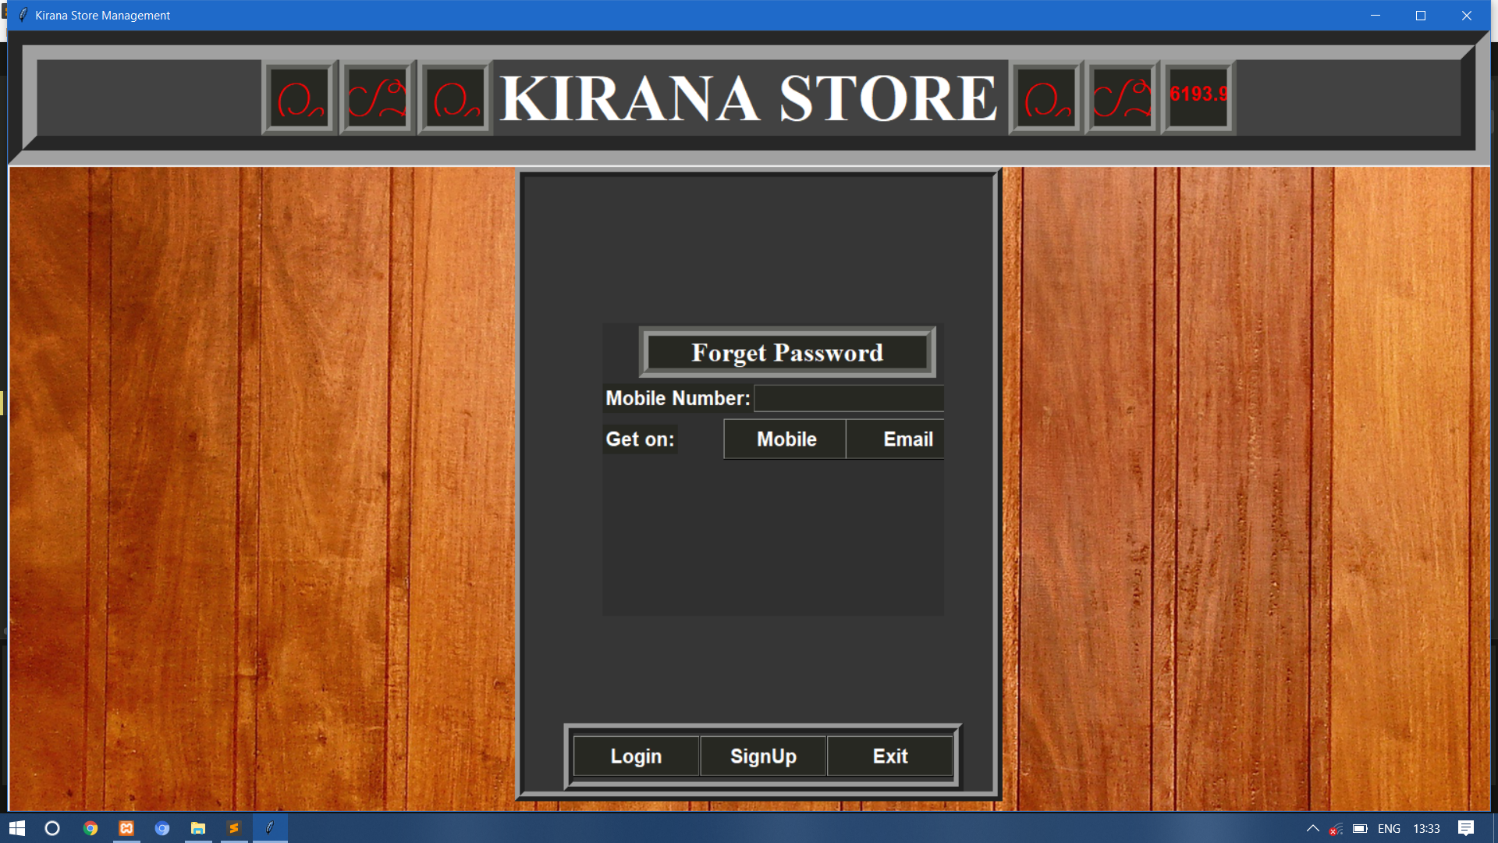 Kirana Store Management
KIRANA STORE
6193.9
Forget Password
Mobile Number:
Get on: Mobile Email
Login SignUp Exit
ENG 13:33